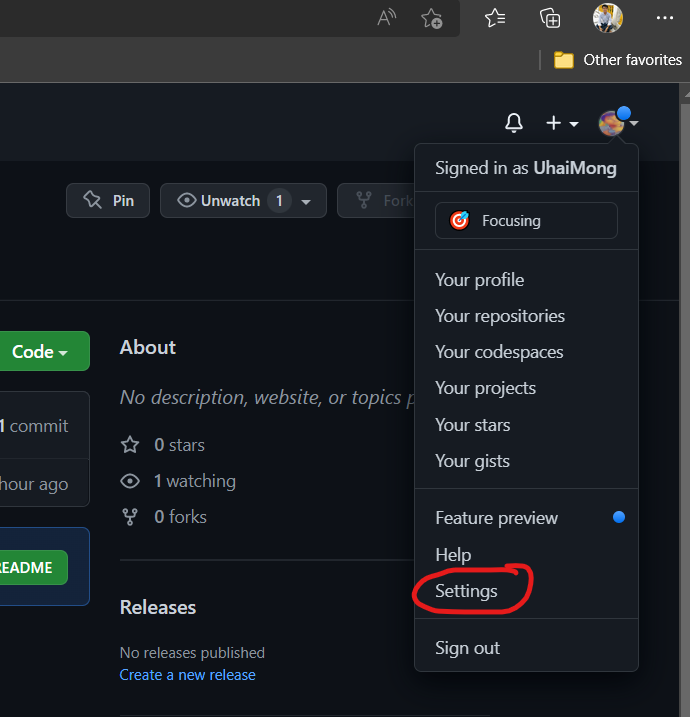 Other favorites
Signed in as UhaiMong
Pin
Unwatch 1
Fork
Focusing
Your profile
Your repositories
Your codespaces
Your projects
Your stars
Your gists
Feature preview
Help
Settings
Sign out
Code
About
No description, website, or topics p
1 commit
0 stars
1 watching
hour ago
0 forks
README
Releases
No releases published
Create a new release